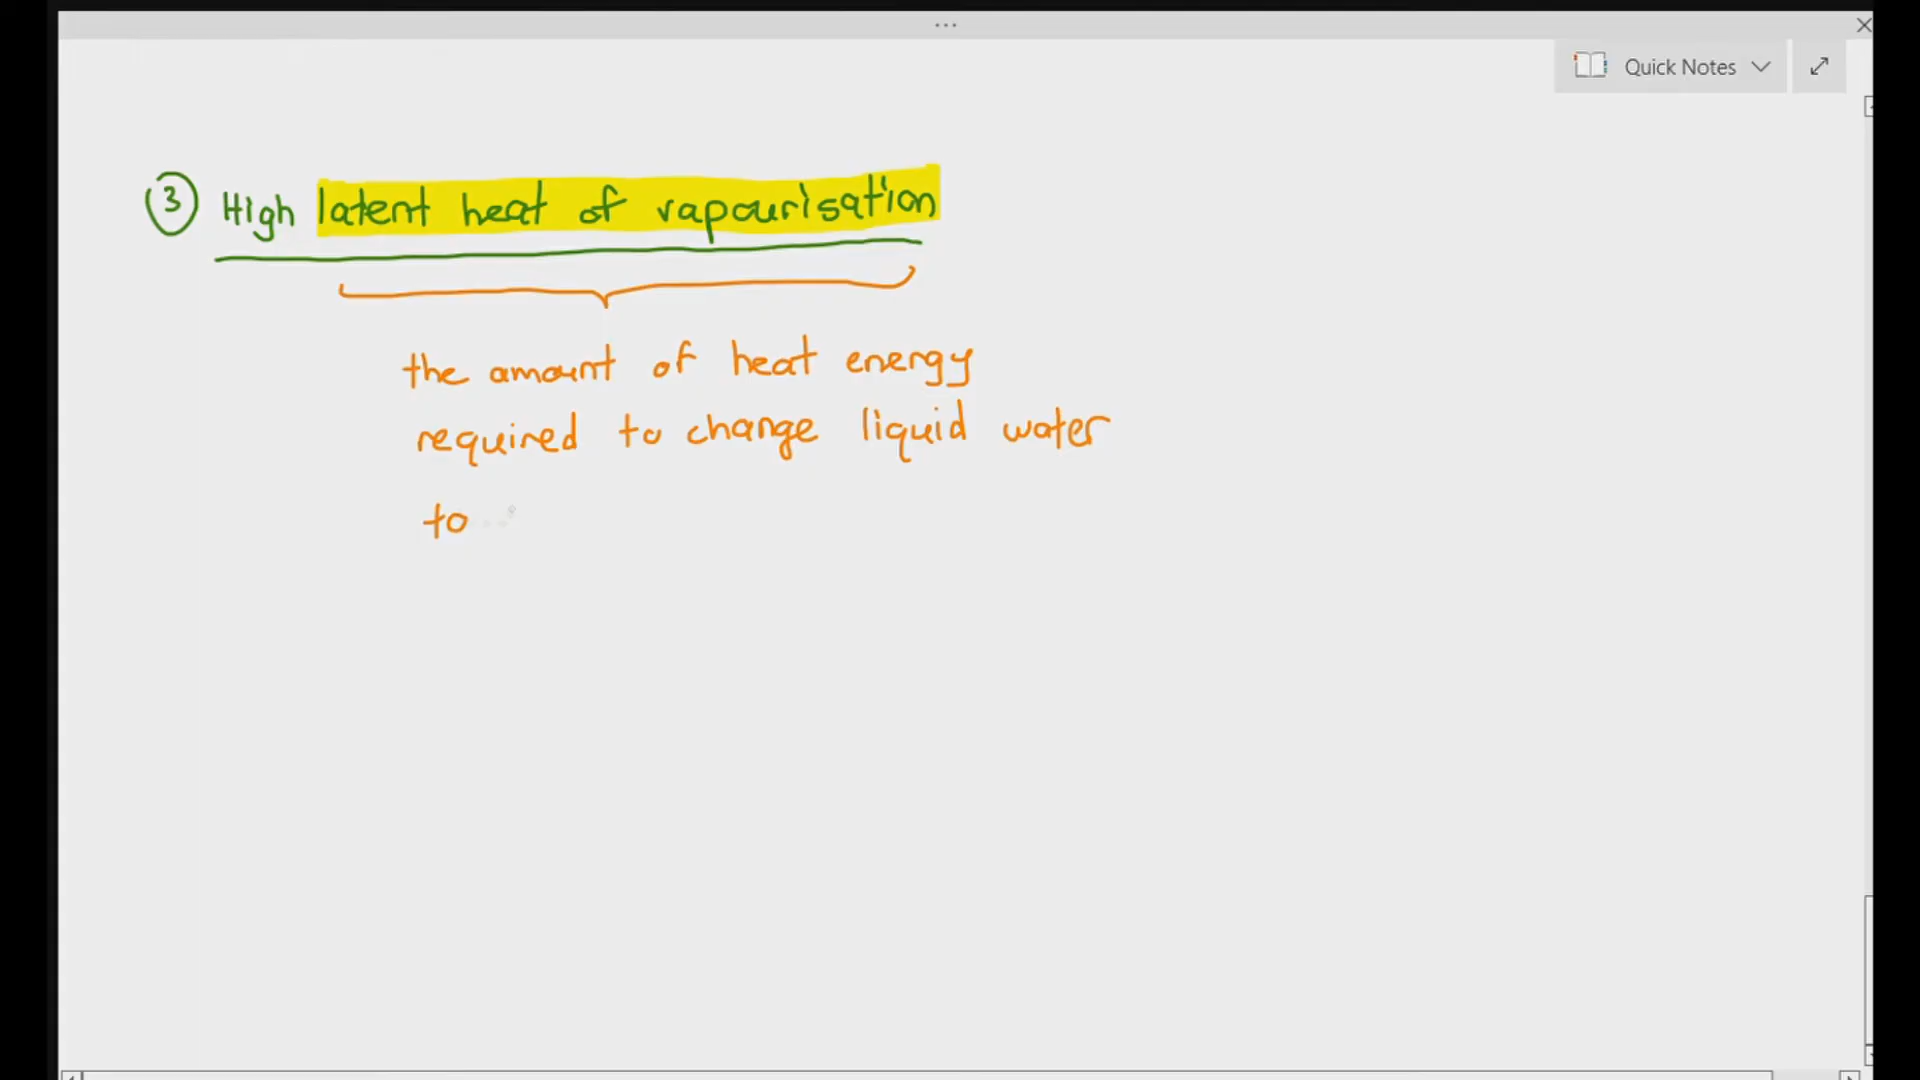 Quick Notes
③ High latent heat of vapourisation
the amount of heat energy
required to change liquid water
to